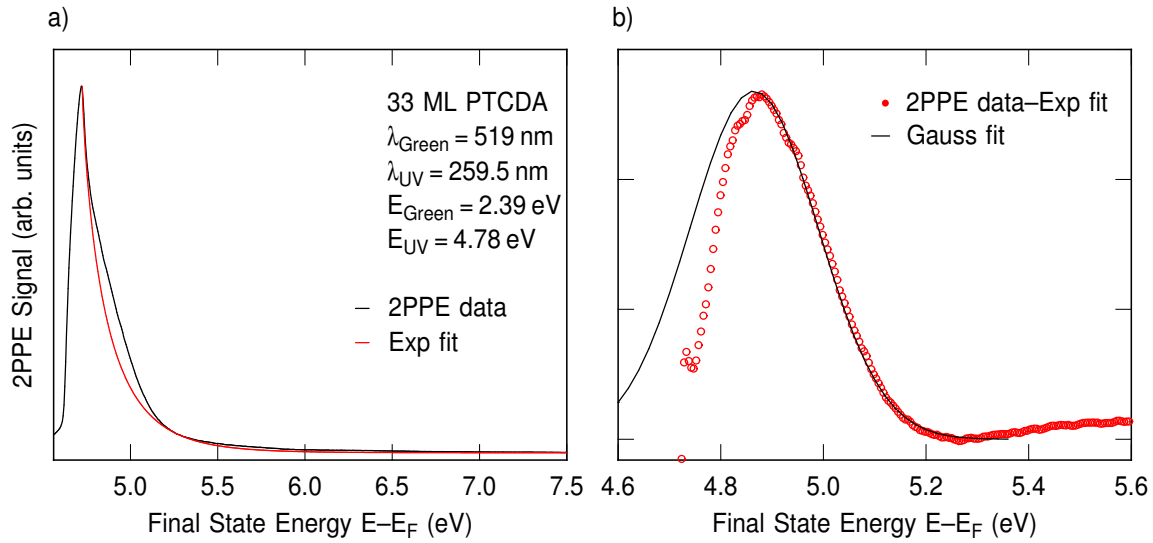 a)
33 ML PTCDA
λGreen = 519 nm
λUV = 259.5 nm
EGreen = 2.39 eV
EUV = 4.78 eV
2PPE data
Exp fit
2PPE Signal (arb. units)
5.0 5.5 6.0 6.5 7.0 7.5
Final State Energy E–EF (eV)
b)
2PPE data–Exp fit
Gauss fit
4.6 4.8 5.0 5.2 5.4 5.6
Final State Energy E–EF (eV)